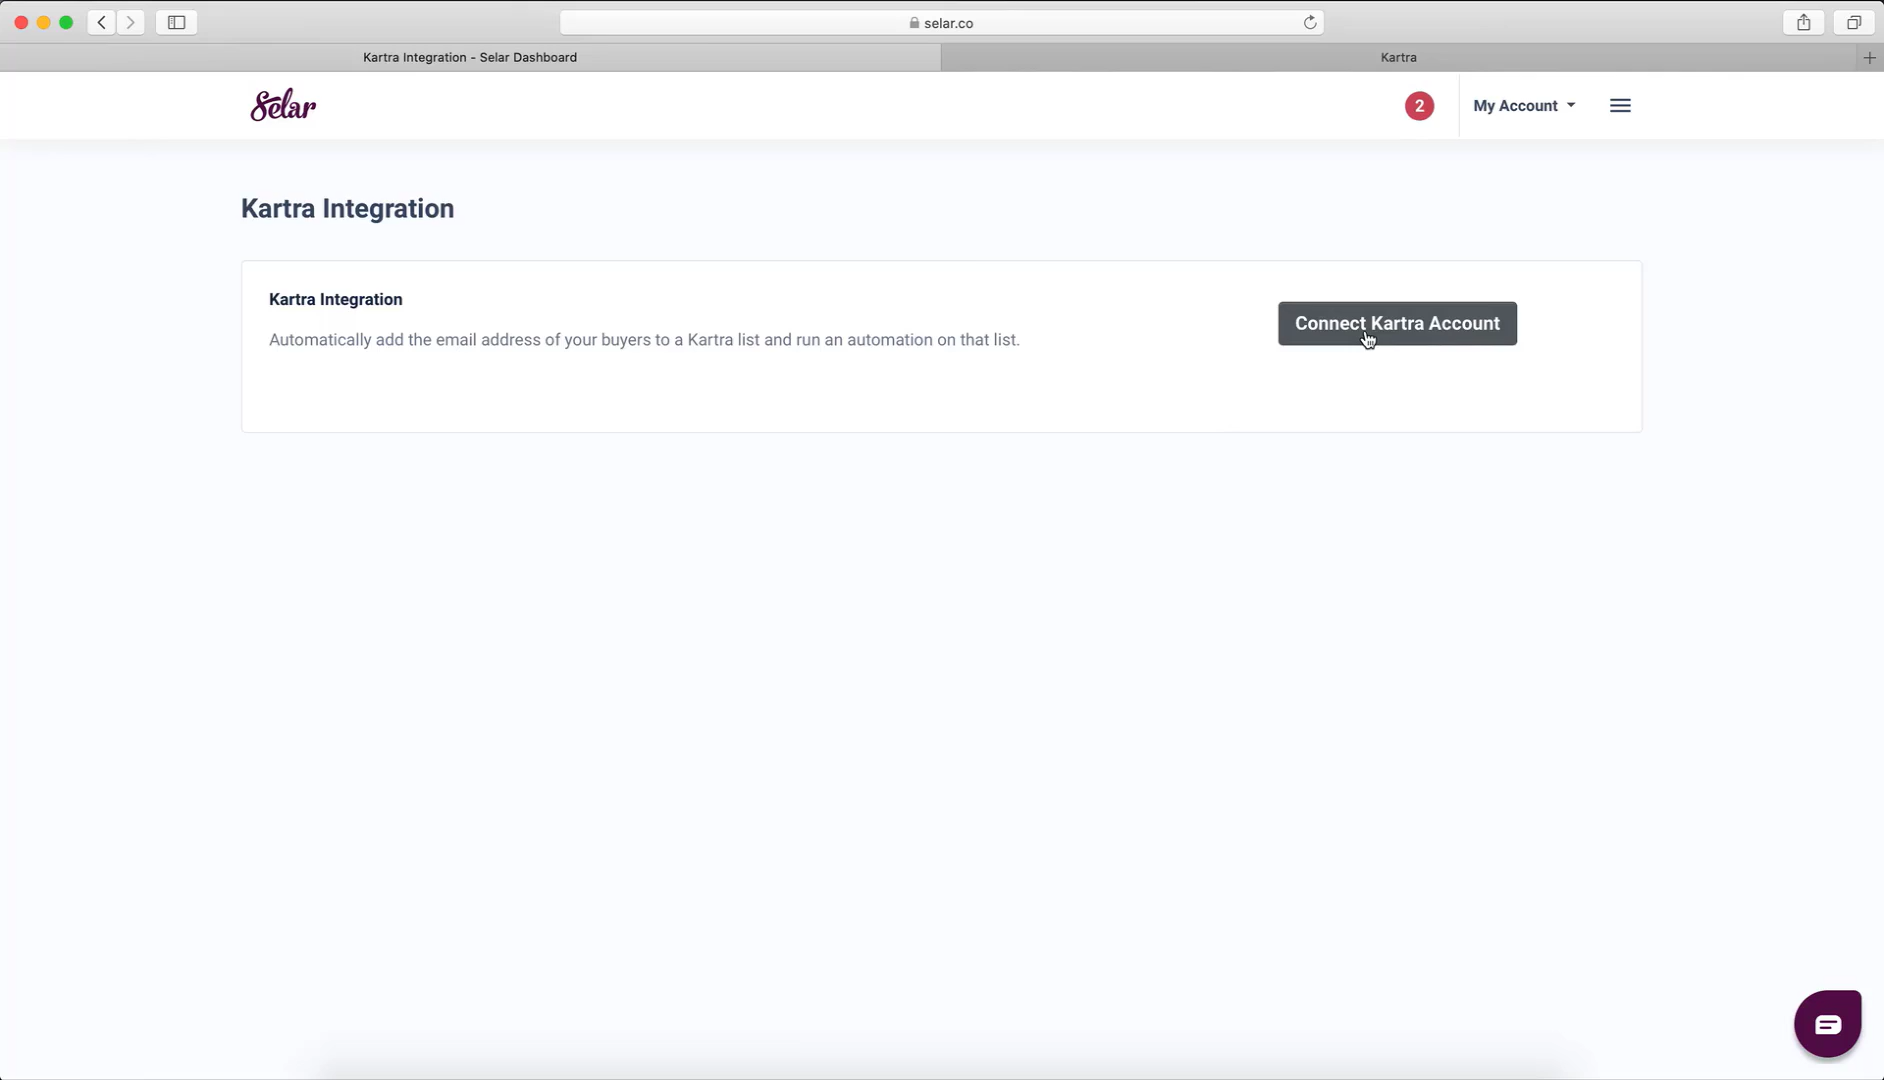 selar.co
Kartra Integration - Selar Dashboard
Kartra
Selar
2
My Account
Kartra Integration
Kartra Integration
Automatically add the email address of your buyers to a Kartra list and run an automation on that list.
Connect Kartra Account